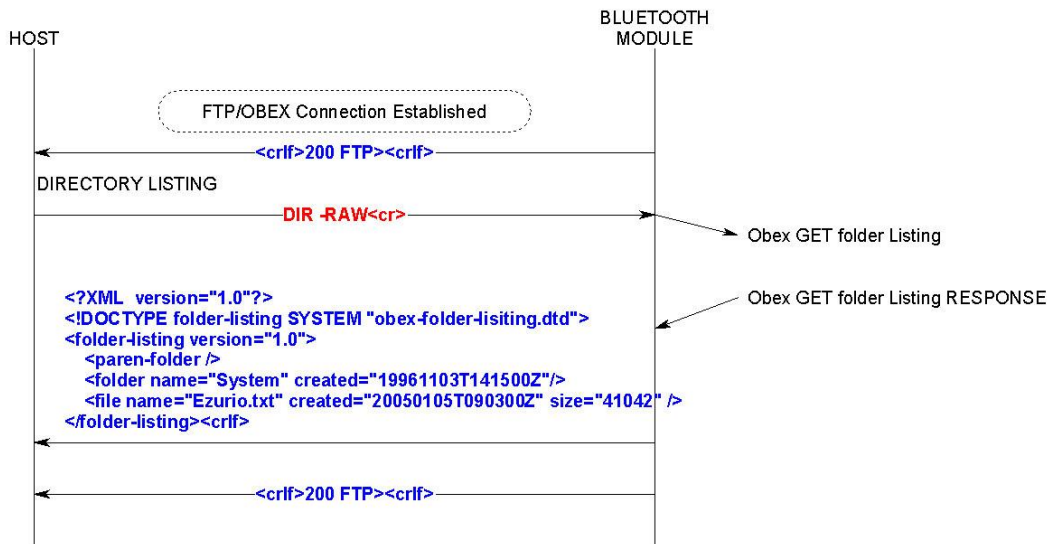 BLUETOOTH
HOST
MODULE
FTP/OBEX Connection Established
<crlf>200 FTP><crlf>
DIRECTORY LISTING
DIR -RAW<cr>
Obex GET folder Listing
<?XML  version="1.0"?>
Obex GET folder Listing RESPONSE
<!DOCTYPE folder-listing SYSTEM "obex-folder-lisiting.dtd">
<folder-listing version="1.0">
<paren-folder />
<folder name="System" created="19961103T141500Z"/>
<file name="Ezurio.txt" created="20050105T090300Z" size="41042" />
</folder-listing><crlf>
<crlf>200 FTP><crlf>